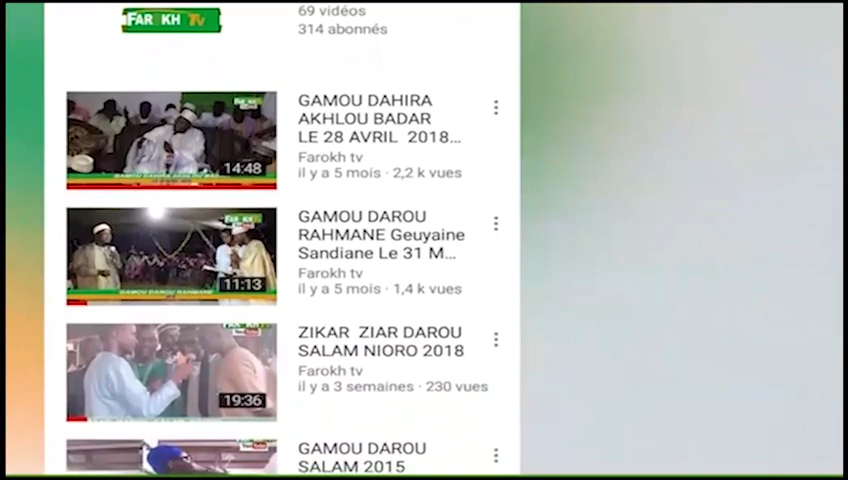 FAROKH Tv
69 vidéos
314 abonnés
GAMOU DAHIRA
AKHLOU BADAR
LE 28 AVRIL 2018...
Farokh tv
il y a 5 mois · 2,2 k vues
14:48
GAMOU DAROU
RAHMANE Geuyaine
Sandiane Le 31 M...
Farokh tv
il y a 5 mois · 1,4 k vues
GAMOU DAROU RAHMANE
11:13
ZIKAR ZIAR DAROU
SALAM NIORO 2018
Farokh tv
il y a 3 semaines · 230 vues
19:36
GAMOU DAROU
SALAM 2015